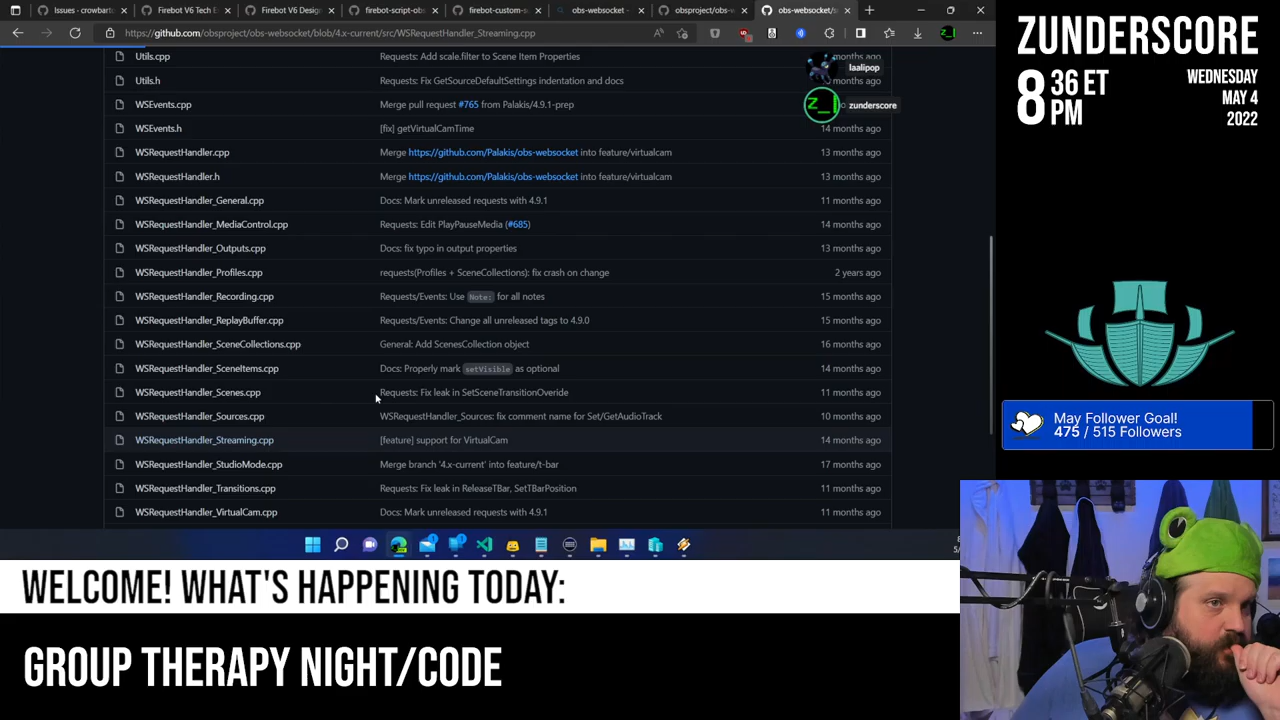 Issues - crowbarto
Firebot V6 Tech E
Firebot V6 Design
firebot-script-obs
firebot-custom-s
obs-websocket -
obsproject/obs-w
obs-websocket/s
https://github.com/obsproject/obs-websocket/blob/4.x-current/src/WSRequestHandler_Streaming.cpp
Utils.cpp Requests: Add scale.filter to Scene Item Properties
laalipop
Utils.h Requests: Fix GetSourceDefaultSettings indentation and docs months ago
WSEvents.cpp Merge pull request #765 from Palakis/4.9.1-prep
zunderscore
WSEvents.h [fix] getVirtualCamTime 14 months ago
WSRequestHandler.cpp Merge https://github.com/Palakis/obs-websocket into feature/virtualcam 13 months ago
WSRequestHandler.h Merge https://github.com/Palakis/obs-websocket into feature/virtualcam 13 months ago
WSRequestHandler_General.cpp Docs: Mark unreleased requests with 4.9.1 11 months ago
WSRequestHandler_MediaControl.cpp Requests: Edit PlayPauseMedia (#685) 14 months ago
WSRequestHandler_Outputs.cpp Docs: fix typo in output properties 13 months ago
WSRequestHandler_Profiles.cpp requests(Profiles + SceneCollections): fix crash on change 2 years ago
WSRequestHandler_Recording.cpp Requests/Events: Use Note: for all notes 15 months ago
WSRequestHandler_ReplayBuffer.cpp Requests/Events: Change all unreleased tags to 4.9.0 15 months ago
WSRequestHandler_SceneCollections.cpp General: Add ScenesCollection object 16 months ago
WSRequestHandler_SceneItems.cpp Docs: Properly mark setVisible as optional 14 months ago
WSRequestHandler_Scenes.cpp Requests: Fix leak in SetSceneTransitionOveride 11 months ago
WSRequestHandler_Sources.cpp WSRequestHandler_Sources: fix comment name for Set/GetAudioTrack 10 months ago
WSRequestHandler_Streaming.cpp [feature] support for VirtualCam 14 months ago
WSRequestHandler_StudioMode.cpp Merge branch '4.x-current' into feature/t-bar 17 months ago
WSRequestHandler_Transitions.cpp Requests: Fix leak in ReleaseTBar, SetTBarPosition 11 months ago
WSRequestHandler_VirtualCam.cpp Docs: Mark unreleased requests with 4.9.1 11 months ago
ZUNDERSCORE
8 36 ET
PM
WEDNESDAY
MAY 4
2022
May Follower Goal!
475 / 515 Followers
WELCOME! WHAT'S HAPPENING TODAY:
GROUP THERAPY NIGHT/CODE